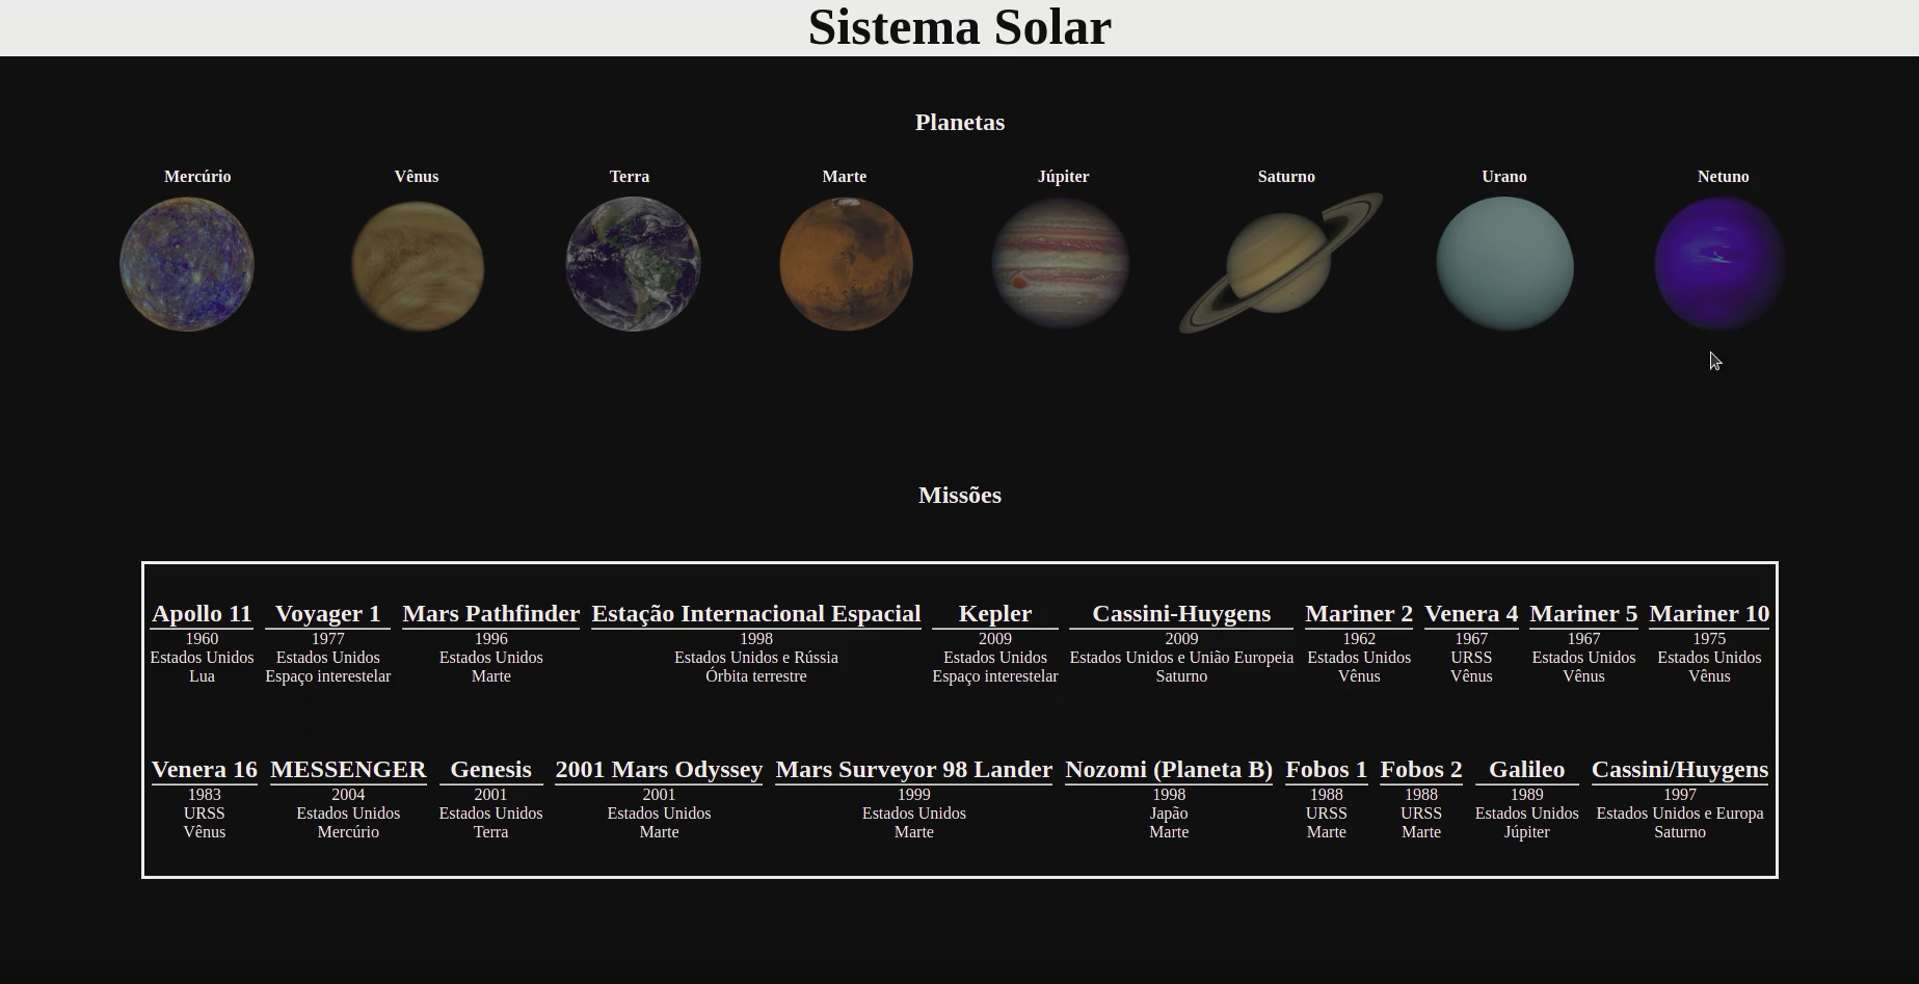 Sistema Solar
Planetas
Mercúrio Vênus Terra Marte Júpiter Saturno Urano Netuno
Missões
Apollo 11 Voyager 1 Mars Pathfinder Estação Internacional Espacial Kepler Cassini-Huygens Mariner 2 Venera 4 Mariner 5 Mariner 10
1960 1977 1996 1998 2009 2009 1962 1967 1967 1975
Estados Unidos Estados Unidos Estados Unidos Estados Unidos e Rússia Estados Unidos Estados Unidos e União Europeia Estados Unidos URSS Estados Unidos Estados Unidos
Lua Espaço interestelar Marte Órbita terrestre Espaço interestelar Saturno Vênus Vênus Vênus Vênus
Venera 16 MESSENGER Genesis 2001 Mars Odyssey Mars Surveyor 98 Lander Nozomi (Planeta B) Fobos 1 Fobos 2 Galileo Cassini/Huygens
1983 2004 2001 2001 1999 1998 1988 1988 1989 1997
URSS Estados Unidos Estados Unidos Estados Unidos Estados Unidos Japão URSS URSS Estados Unidos Estados Unidos e Europa
Vênus Mercúrio Terra Marte Marte Marte Marte Marte Júpiter Saturno